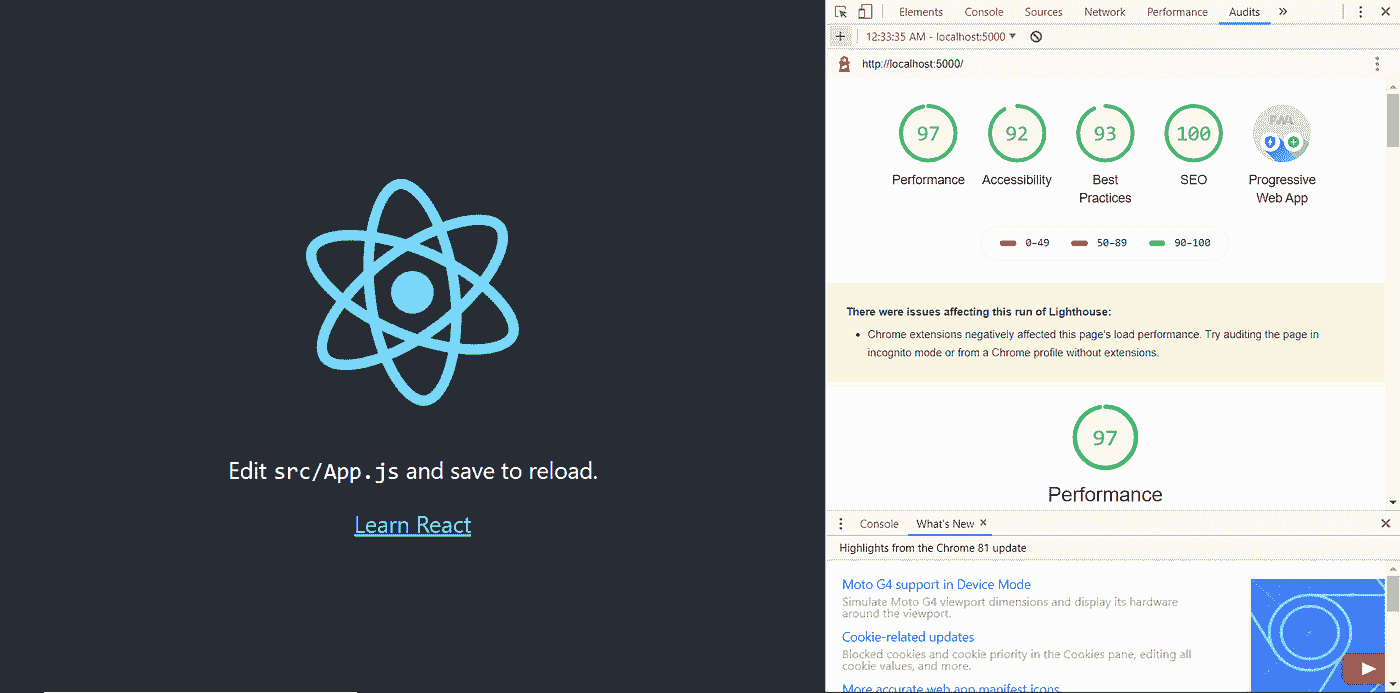 Edit src/App.js and save to reload.
Learn React
Elements Console Sources Network Performance Audits »
12:33:35 AM - localhost:5000
http://localhost:5000/
97 92 93 100 PWA
Performance Accessibility Best SEO Progressive
Practices Web App
0–49 50–89 90–100
There were issues affecting this run of Lighthouse:
• Chrome extensions negatively affected this page's load performance. Try auditing the page in
incognito mode or from a Chrome profile without extensions.
97
Performance
Console What's New ×
Highlights from the Chrome 81 update
Moto G4 support in Device Mode
Simulate Moto G4 viewport dimensions and display its hardware
around the viewport.
Cookie-related updates
Blocked cookies and cookie priority in the Cookies pane, editing all
cookie values, and more.
More accurate web app manifest icons